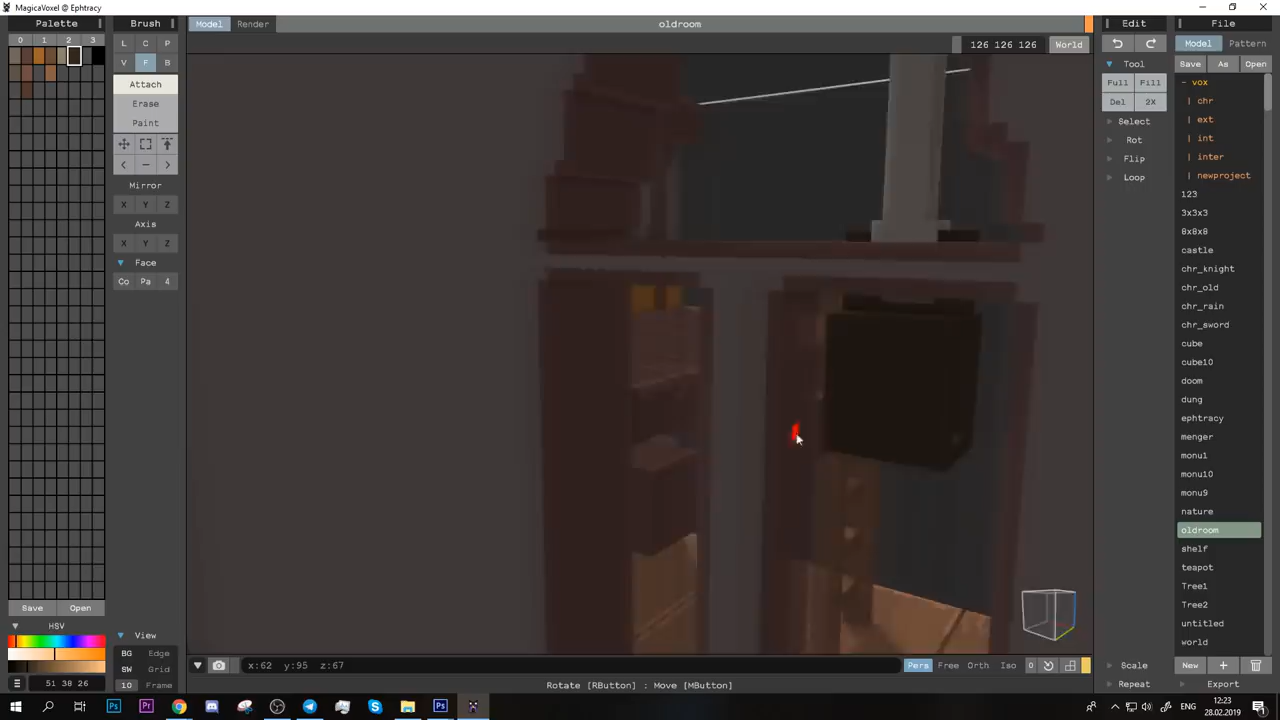 MagicaVoxel @ Ephtracy
Palette
Brush
Model
Render
oldroom
Edit
File
0
1
2
3
L
C
P
126 126 126
World
Model
Pattern
V
F
B
Tool
Save
As
Open
Attach
Full
Pill
- vox
Erase
Del
2X
| chr
Paint
Select
| ext
Rot
| int
Flip
| inter
Loop
| newproject
Mirror
X
Y
Z
123
3x3x3
Axis
8x8x8
X
Y
Z
castle
Face
chr_knight
Co
Pa
4
chr_old
chr_rain
chr_sword
cube
cube10
doom
dung
ephtracy
menger
monu1
monu10
monu9
nature
oldroom
shelf
teapot
Tree1
Tree2
untitled
world
Save
Open
HSV
View
BG
Edge
SW
Grid
51 38 26
10
Frame
x:62
y:95
z:67
Pers
Free
Orth
Iso
0
Scale
New
+
Repeat
Export
Rotate [RButton] : Move [MButton]
12:23
28.02.2019